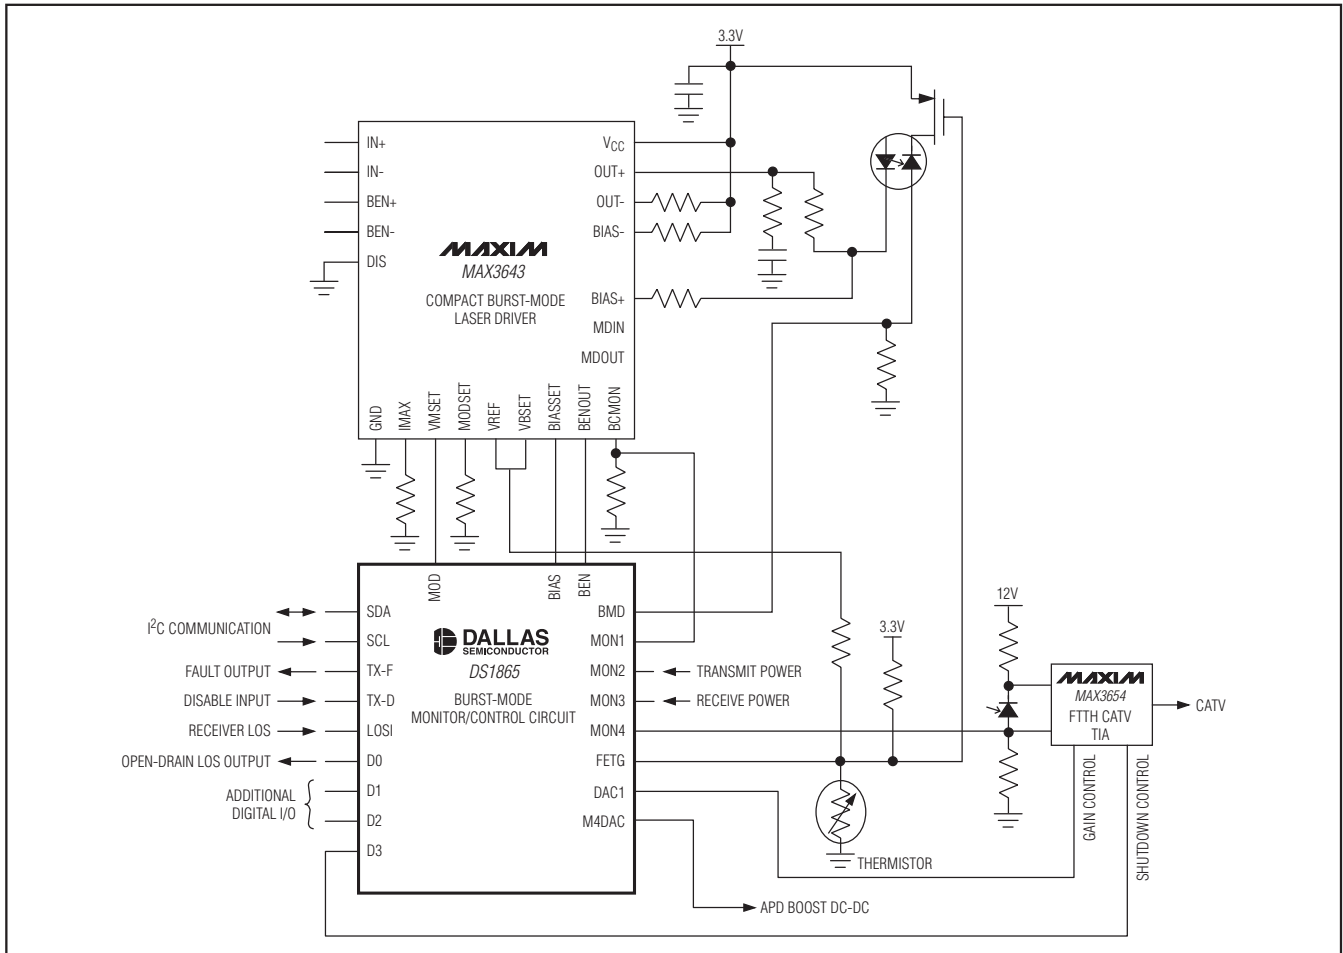 3.3V
IN+
IN-
BEN+
BEN-
DIS
VCC
OUT+
OUT-
BIAS-
BIAS+
MDIN
MDOUT
MAXIM
MAX3643
COMPACT BURST-MODE
LASER DRIVER
GND
IMAX
VMSET
MODSET
VREF
VBSET
BIASSET
BENOUT
BCMON
MOD
BIAS
BEN
I2C COMMUNICATION
FAULT OUTPUT
DISABLE INPUT
RECEIVER LOS
OPEN-DRAIN LOS OUTPUT
ADDITIONAL
DIGITAL I/O
SDA
SCL
TX-F
TX-D
LOSI
D0
D1
D2
D3
DALLAS
SEMICONDUCTOR
DS1865
BURST-MODE
MONITOR/CONTROL CIRCUIT
BMD
MON1
MON2
MON3
MON4
FETG
DAC1
M4DAC
TRANSMIT POWER
RECEIVE POWER
3.3V
THERMISTOR
APD BOOST DC-DC
12V
MAXIM
MAX3654
FTTH CATV
TIA
CATV
GAIN CONTROL
SHUTDOWN CONTROL